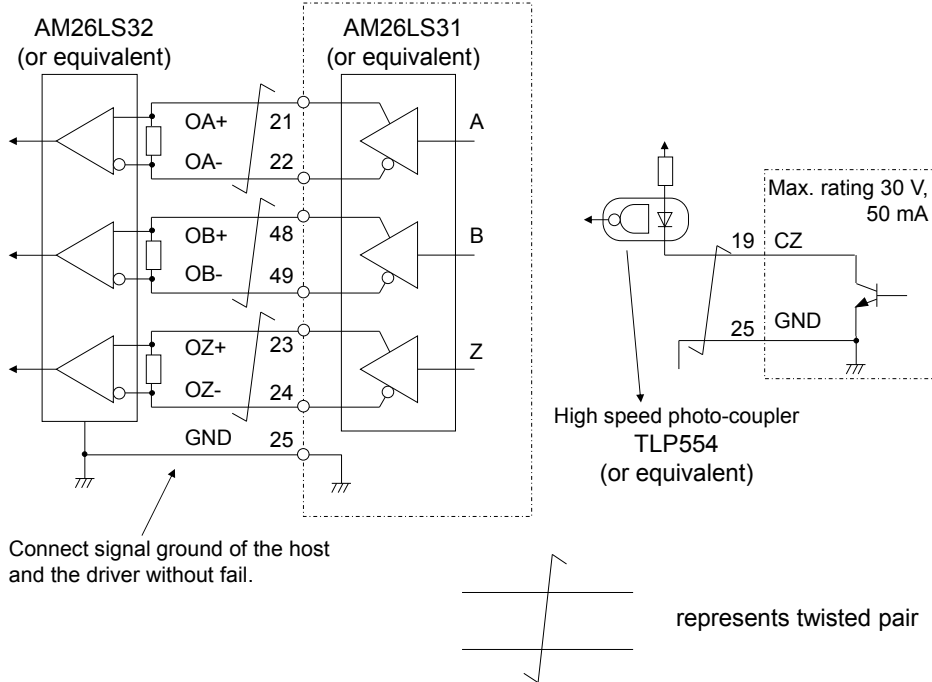 AM26LS32
(or equivalent)
AM26LS31
(or equivalent)
OA+ 21
OA- 22
A
OB+ 48
OB- 49
B
OZ+ 23
OZ- 24
Z
GND 25
Connect signal ground of the host
and the driver without fail.
Max. rating 30 V,
50 mA
19 CZ
25 GND
High speed photo-coupler
TLP554
(or equivalent)
represents twisted pair